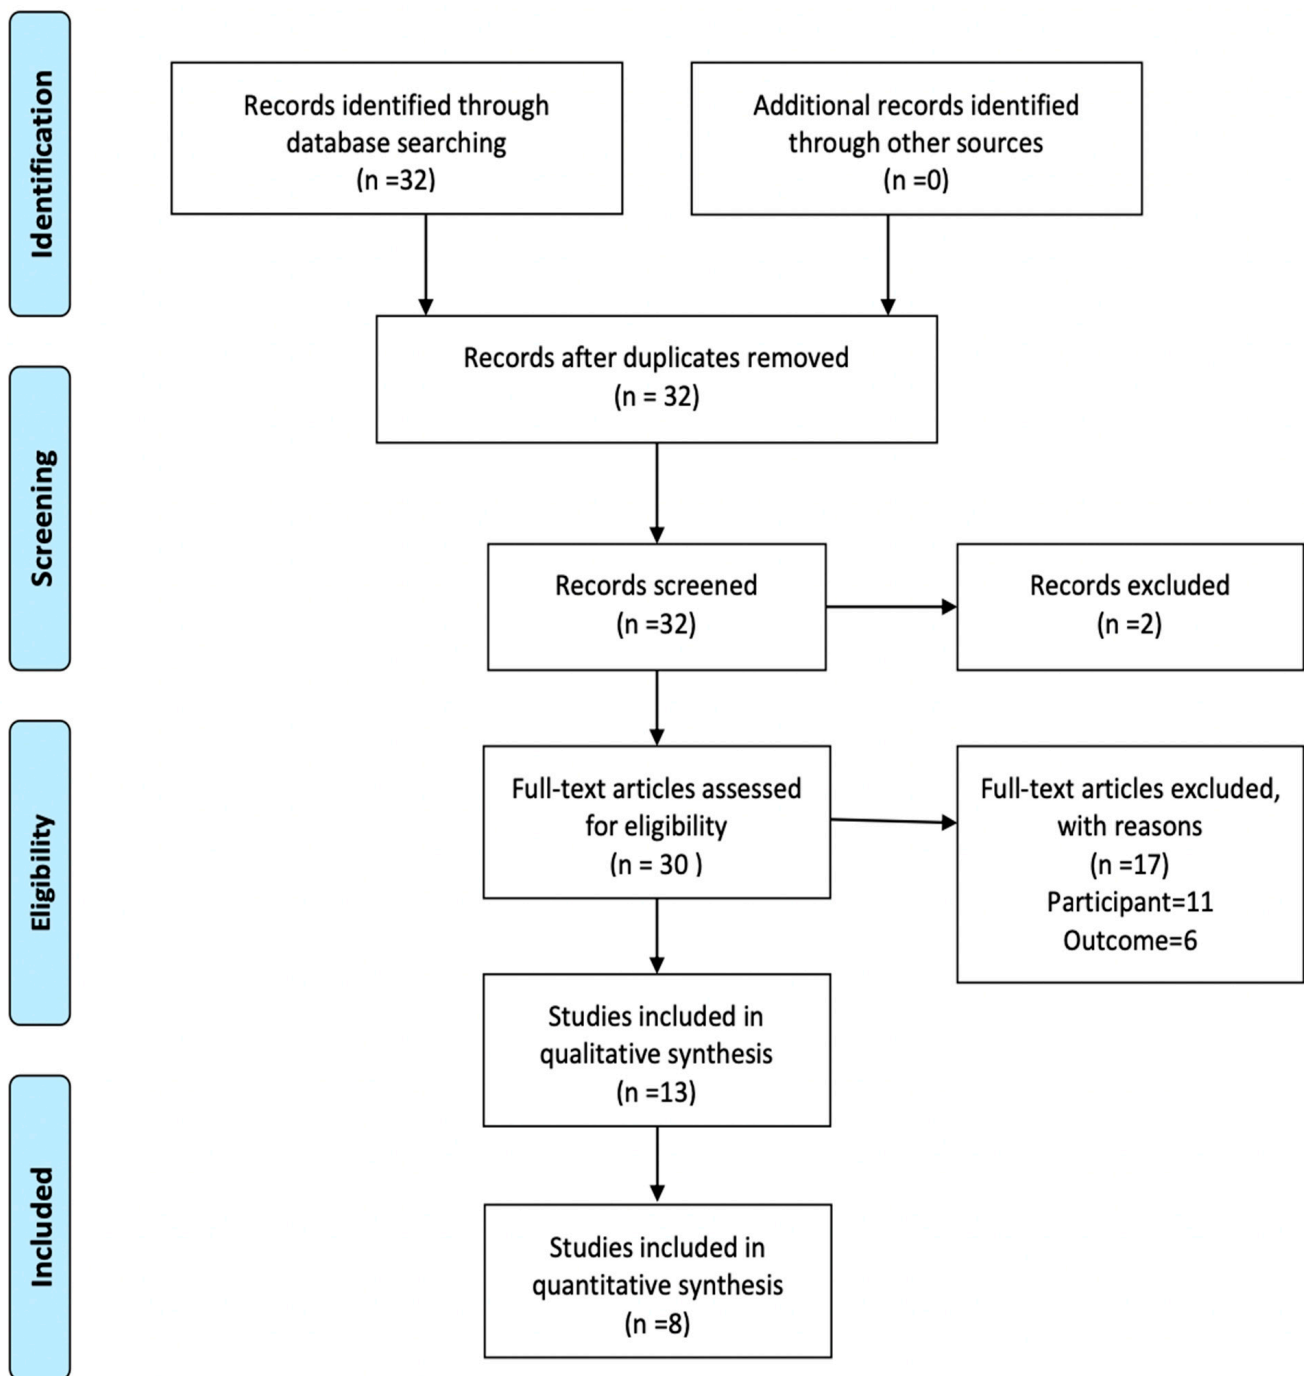 Identification
Records identified through
database searching
(n =32)
Additional records identified
through other sources
(n =0)
Records after duplicates removed
(n = 32)
Screening
Records screened
(n =32)
Records excluded
(n =2)
Eligibility
Full-text articles assessed
for eligibility
(n = 30 )
Full-text articles excluded,
with reasons
(n =17)
Participant=11
Outcome=6
Studies included in
qualitative synthesis
(n =13)
Included
Studies included in
quantitative synthesis
(n =8)